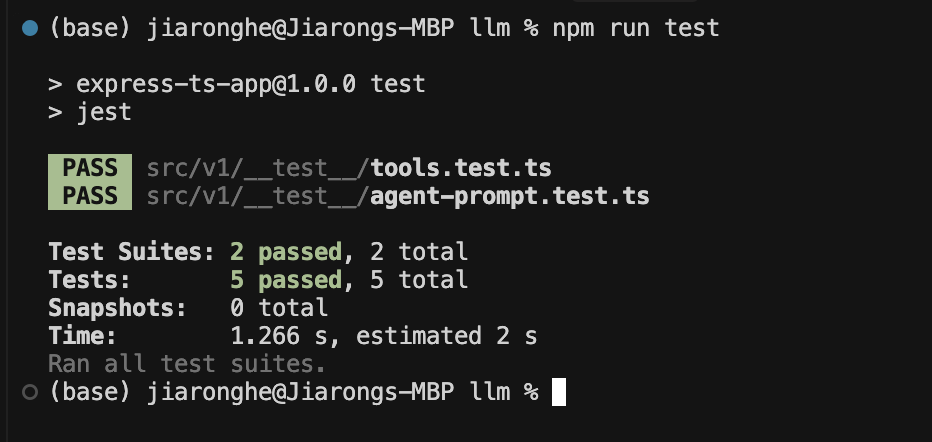 (base) jiaronghe@Jiarongs-MBP llm % npm run test
> express-ts-app@1.0.0 test
> jest
PASS src/v1/__test__/tools.test.ts
PASS src/v1/__test__/agent-prompt.test.ts
Test Suites: 2 passed, 2 total
Tests: 5 passed, 5 total
Snapshots: 0 total
Time: 1.266 s, estimated 2 s
Ran all test suites.
(base) jiaronghe@Jiarongs-MBP llm %